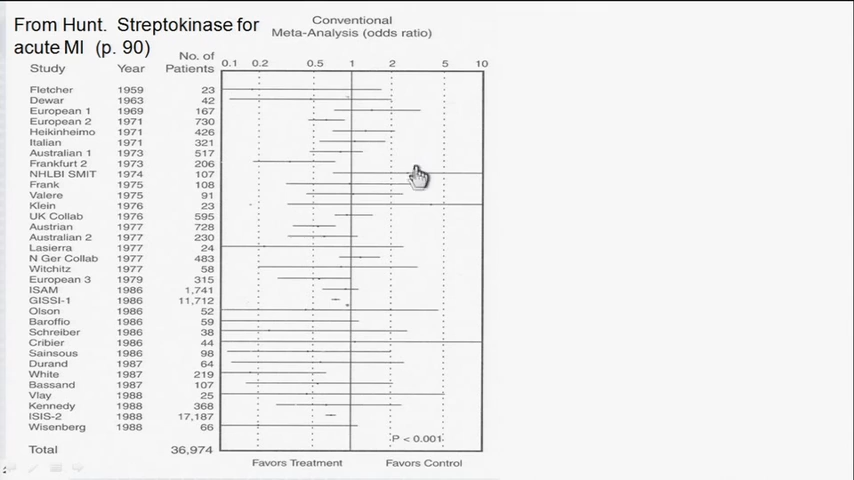 From Hunt. Streptokinase for
acute MI (p. 90)
Conventional
Meta-Analysis (odds ratio)
No. of
Study Year Patients 0.1 0.2 0.5 1 2 5 10
Fletcher 1959 23
Dewar 1963 42
European 1 1969 167
European 2 1971 730
Heikinheimo 1971 426
Italian 1971 321
Australian 1 1973 517
Frankfurt 2 1973 206
NHLBI SMIT 1974 107
Frank 1975 108
Valere 1975 91
Klein 1976 23
UK Collab 1976 595
Austrian 1977 728
Australian 2 1977 230
Lasierra 1977 24
N Ger Collab 1977 483
Witchitz 1977 58
European 3 1979 315
ISAM 1986 1,741
GISSI-1 1986 11,712
Olson 1986 52
Baroffio 1986 59
Schreiber 1986 38
Cribier 1986 44
Sainsous 1986 98
Durand 1987 64
White 1987 219
Bassand 1987 107
Vlay 1988 25
Kennedy 1988 368
ISIS-2 1988 17,187
Wisenberg 1988 66
P < 0.001
Total 36,974
Favors Treatment Favors Control